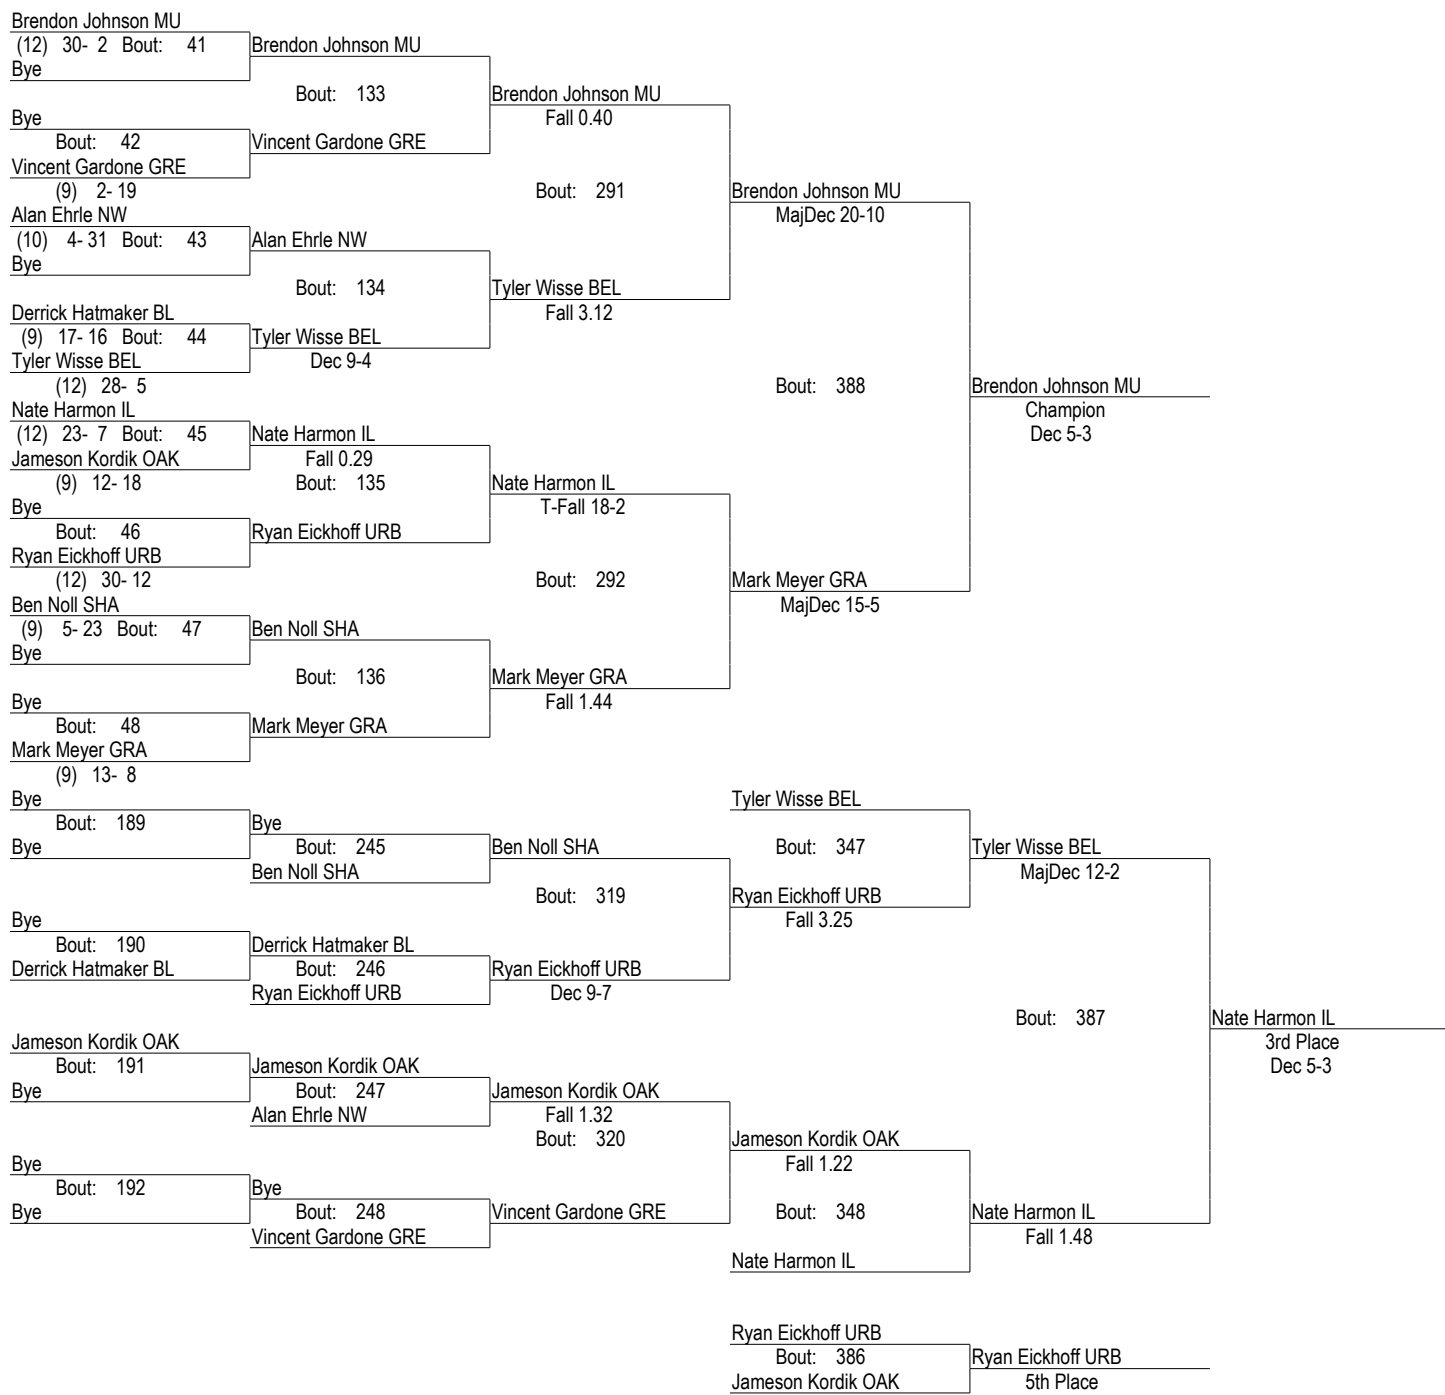 Brendon Johnson MU
(12) 30- 2 Bout: 41 Brendon Johnson MU
Bye
Bout: 133 Brendon Johnson MU
Bye Fall 0.40
Bout: 42 Vincent Gardone GRE
Vincent Gardone GRE
(9) 2- 19 Bout: 291 Brendon Johnson MU
Alan Ehrle NW MajDec 20-10
(10) 4- 31 Bout: 43 Alan Ehrle NW
Bye
Bout: 134 Tyler Wisse BEL
Derrick Hatmaker BL Fall 3.12
(9) 17- 16 Bout: 44 Tyler Wisse BEL
Tyler Wisse BEL Dec 9-4
(12) 28- 5 Bout: 388 Brendon Johnson MU
Nate Harmon IL Champion
(12) 23- 7 Bout: 45 Nate Harmon IL Dec 5-3
Jameson Kordik OAK Fall 0.29
(9) 12- 18 Bout: 135 Nate Harmon IL
Bye T-Fall 18-2
Bout: 46 Ryan Eickhoff URB
Ryan Eickhoff URB
(12) 30- 12 Bout: 292 Mark Meyer GRA
Ben Noll SHA MajDec 15-5
(9) 5- 23 Bout: 47 Ben Noll SHA
Bye
Bout: 136 Mark Meyer GRA
Bye Fall 1.44
Bout: 48 Mark Meyer GRA
Mark Meyer GRA
(9) 13- 8
Bye Tyler Wisse BEL
Bout: 189 Bye
Bye Bout: 245 Ben Noll SHA Bout: 347 Tyler Wisse BEL
Ben Noll SHA MajDec 12-2
Bout: 319 Ryan Eickhoff URB
Bye Fall 3.25
Bout: 190 Derrick Hatmaker BL
Derrick Hatmaker BL Bout: 246 Ryan Eickhoff URB
Ryan Eickhoff URB Dec 9-7
Bout: 387 Nate Harmon IL
Jameson Kordik OAK 3rd Place
Bout: 191 Jameson Kordik OAK Dec 5-3
Bye Bout: 247 Jameson Kordik OAK
Alan Ehrle NW Fall 1.32
Bout: 320 Jameson Kordik OAK
Bye Fall 1.22
Bout: 192 Bye
Bye Bout: 248 Vincent Gardone GRE Bout: 348 Nate Harmon IL
Vincent Gardone GRE Fall 1.48
Nate Harmon IL
Ryan Eickhoff URB
Bout: 386 Ryan Eickhoff URB
Jameson Kordik OAK 5th Place